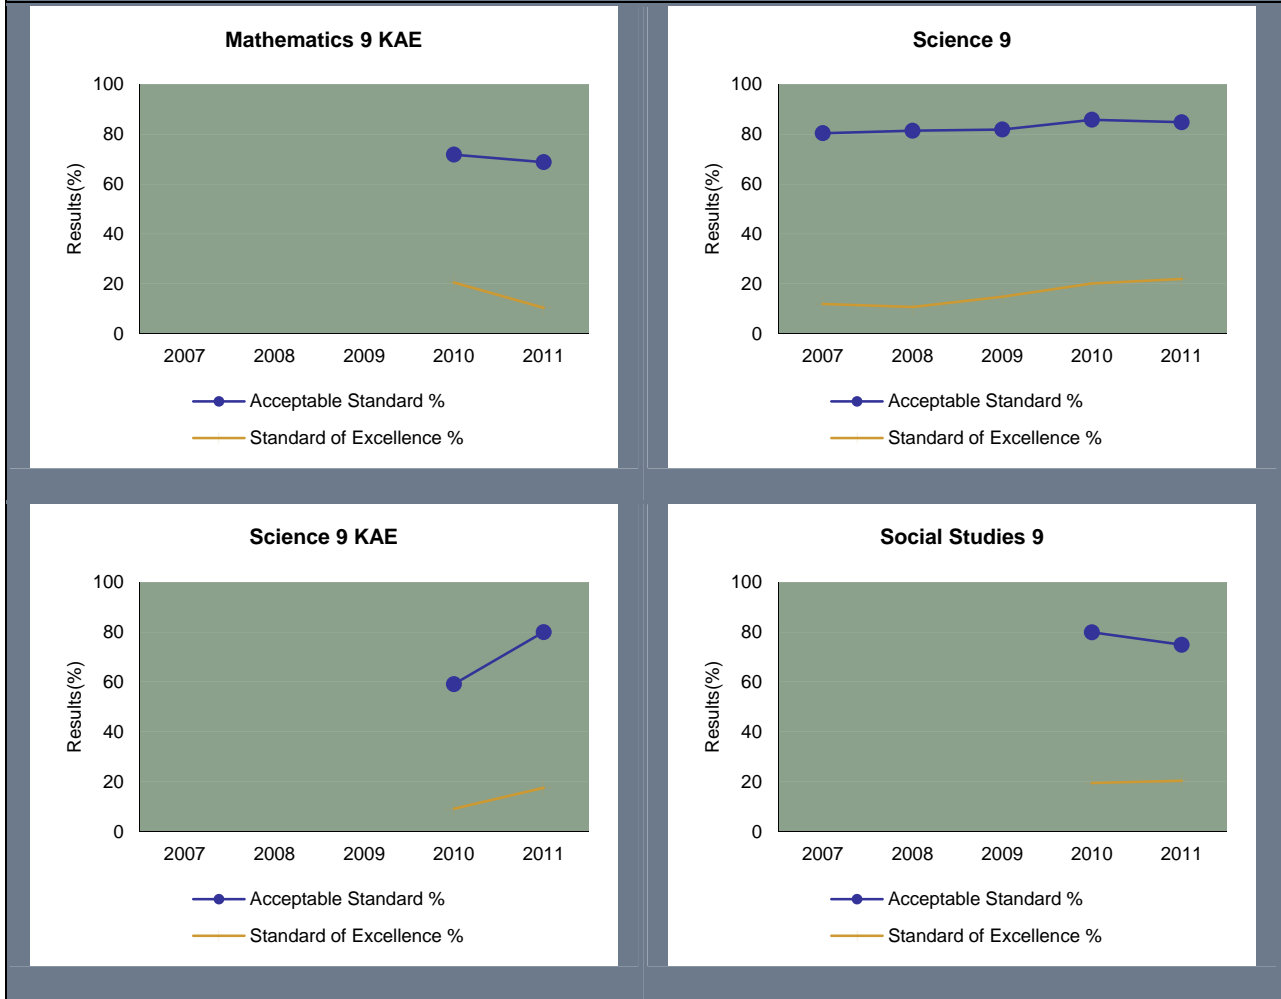 Mathematics 9 KAE
100
80
60
40
20
0
Results(%)
2007 2008 2009 2010 2011
Acceptable Standard %
Standard of Excellence %
Science 9
100
80
60
40
20
0
Results(%)
2007 2008 2009 2010 2011
Acceptable Standard %
Standard of Excellence %
Science 9 KAE
100
80
60
40
20
0
Results(%)
2007 2008 2009 2010 2011
Acceptable Standard %
Standard of Excellence %
Social Studies 9
100
80
60
40
20
0
Results(%)
2007 2008 2009 2010 2011
Acceptable Standard %
Standard of Excellence %